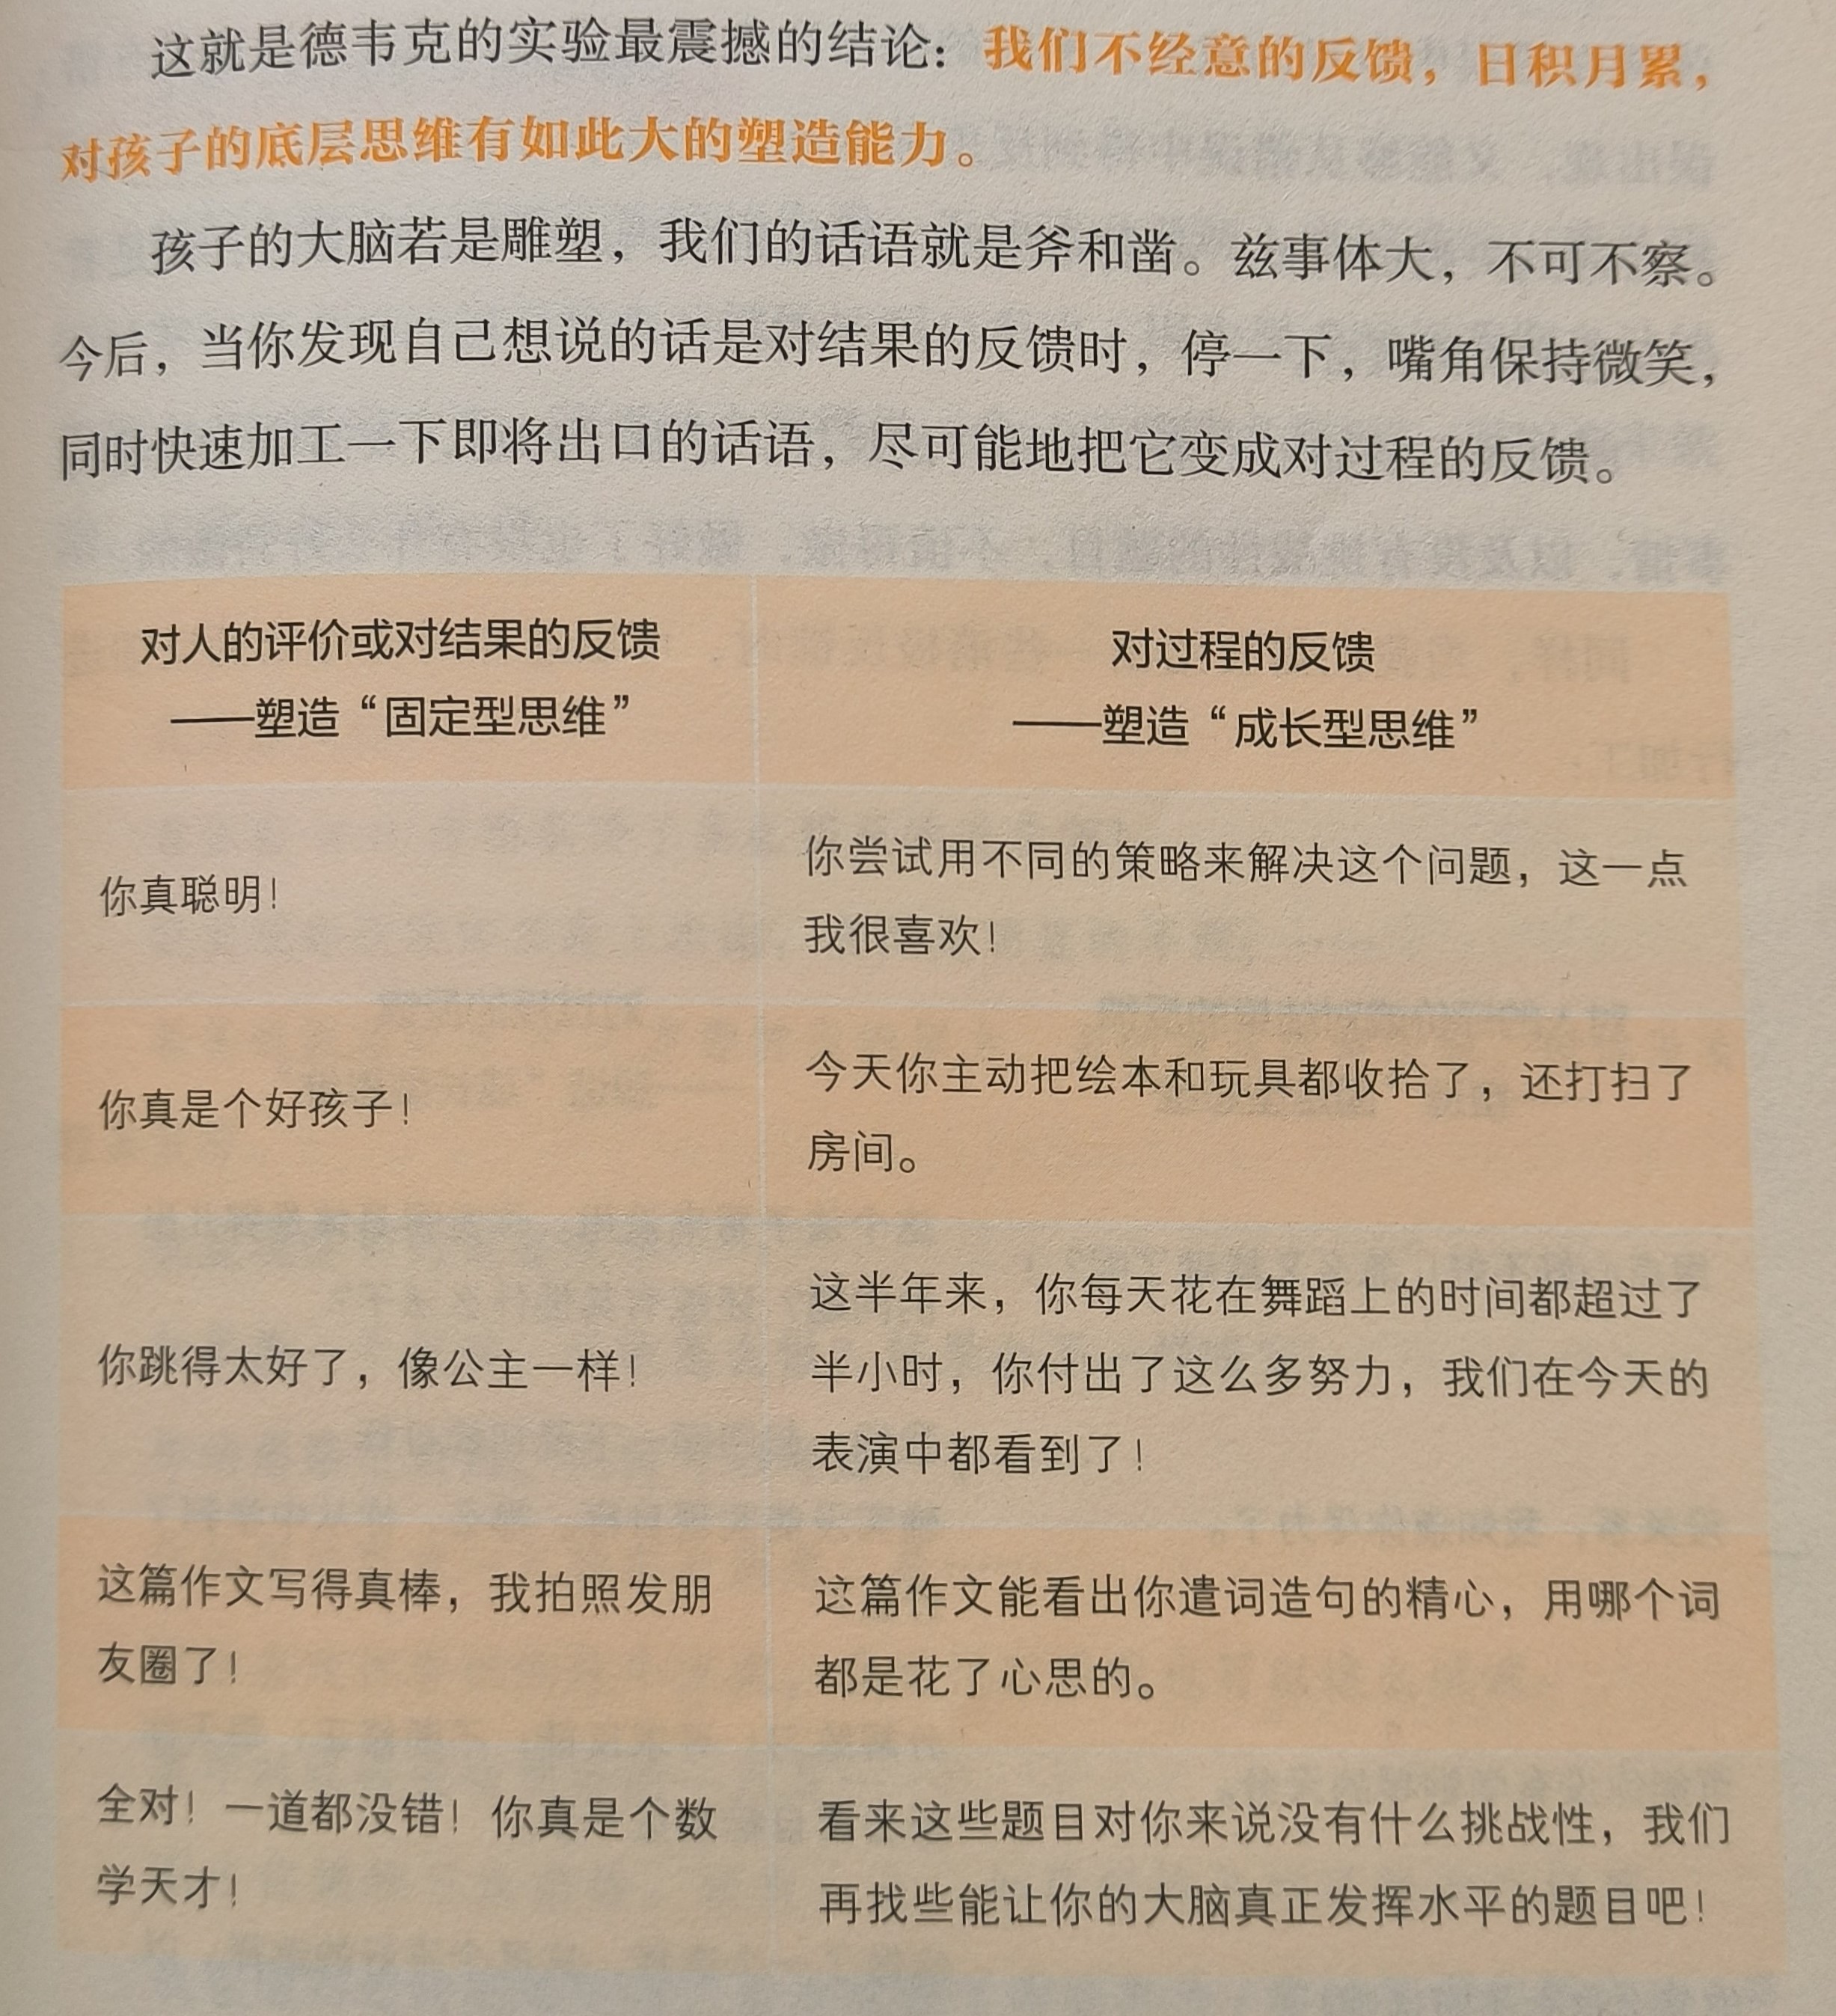 这就是德韦克的实验最震撼的结论：我们不经意的反馈，日积月累，
对孩子的底层思维有如此大的塑造能力。
孩子的大脑若是雕塑，我们的话语就是斧和凿。兹事体大，不可不察。
今后，当你发现自己想说的话是对结果的反馈时，停一下，嘴角保持微笑，
同时快速加工一下即将出口的话语，尽可能地把它变成对过程的反馈。
对人的评价或对结果的反馈
——塑造“固定型思维”
对过程的反馈
——塑造“成长型思维”
你真聪明！
你尝试用不同的策略来解决这个问题，这一点
我很喜欢！
你真是个好孩子！
今天你主动把绘本和玩具都收拾了，还打扫了
房间。
你跳得太好了，像公主一样！
这半年来，你每天花在舞蹈上的时间都超过了
半小时，你付出了这么多努力，我们在今天的
表演中都看到了！
这篇作文写得真棒，我拍照发朋
友圈了！
这篇作文能看出你遣词造句的精心，用哪个词
都是花了心思的。
全对！一道都没错！你真是个数
学天才！
看来这些题目对你来说没有什么挑战性，我们
再找些能让你的大脑真正发挥水平的题目吧！